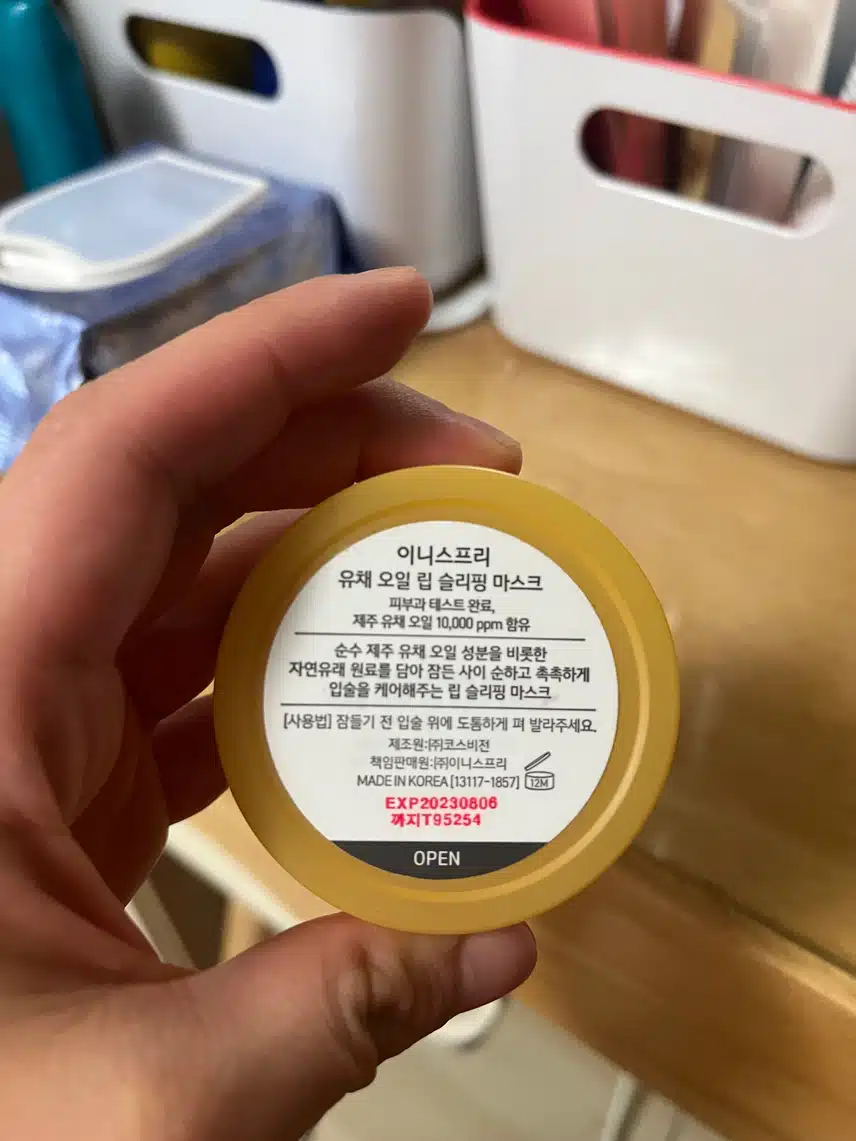 이니스프리
유채 오일 립 슬리핑 마스크
피부과 테스트 완료,
제주 유채 오일 10,000 ppm 함유
순수 제주 유채 오일 성분을 비롯한
자연유래 원료를 담아 잠든 사이 순하고 촉촉하게
입술을 케어해주는 립 슬리핑 마스크
[사용법] 잠들기 전 입술 위에 도톰하게 펴 발라주세요.
제조원:㈜코스비전
책임판매원:㈜이니스프리
MADE IN KOREA [13117-1857] 12M
EXP20230806
까지T95254
OPEN